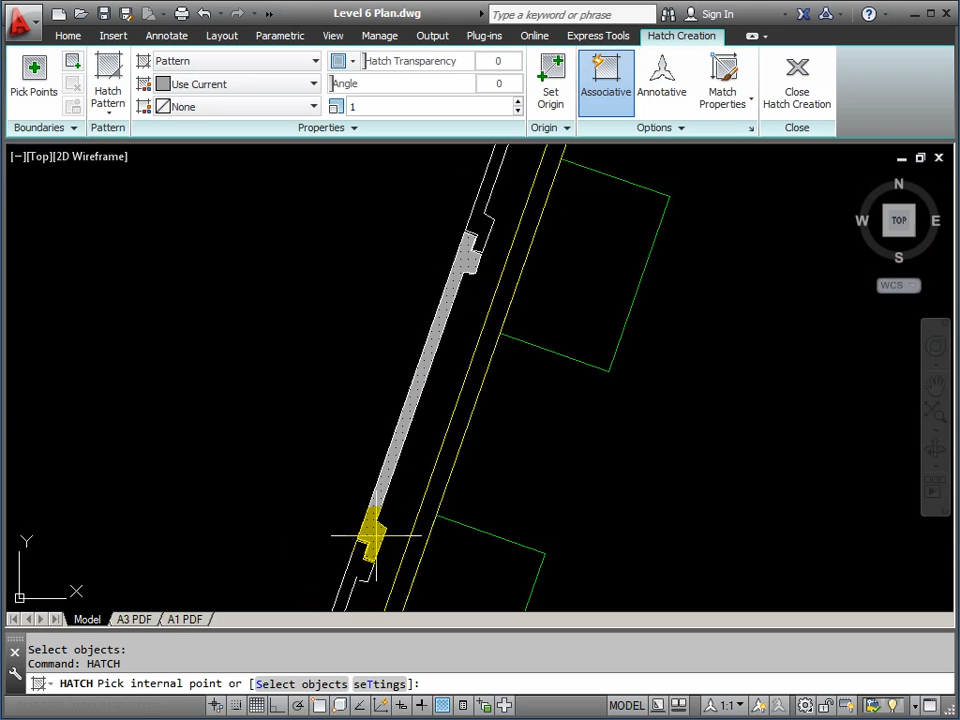 Level 6 Plan.dwg
Type a keyword or phrase
Sign In
Home Insert Annotate Layout Parametric View Manage Output Plug-ins Online Express Tools Hatch Creation
Pattern
Hatch Transparency 0
Use Current
Angle 0
None
1
Pick Points
Hatch
Pattern
Set
Origin
Associative
Annotative
Match
Properties
Close
Hatch Creation
Boundaries Pattern Properties Origin Options Close
[−][Top][2D Wireframe]
N
W TOP E
S
WCS
Y
X
Model A3 PDF A1 PDF
Select objects:
Command: HATCH
HATCH Pick internal point or [Select objects seTtings]:
MODEL 1:1